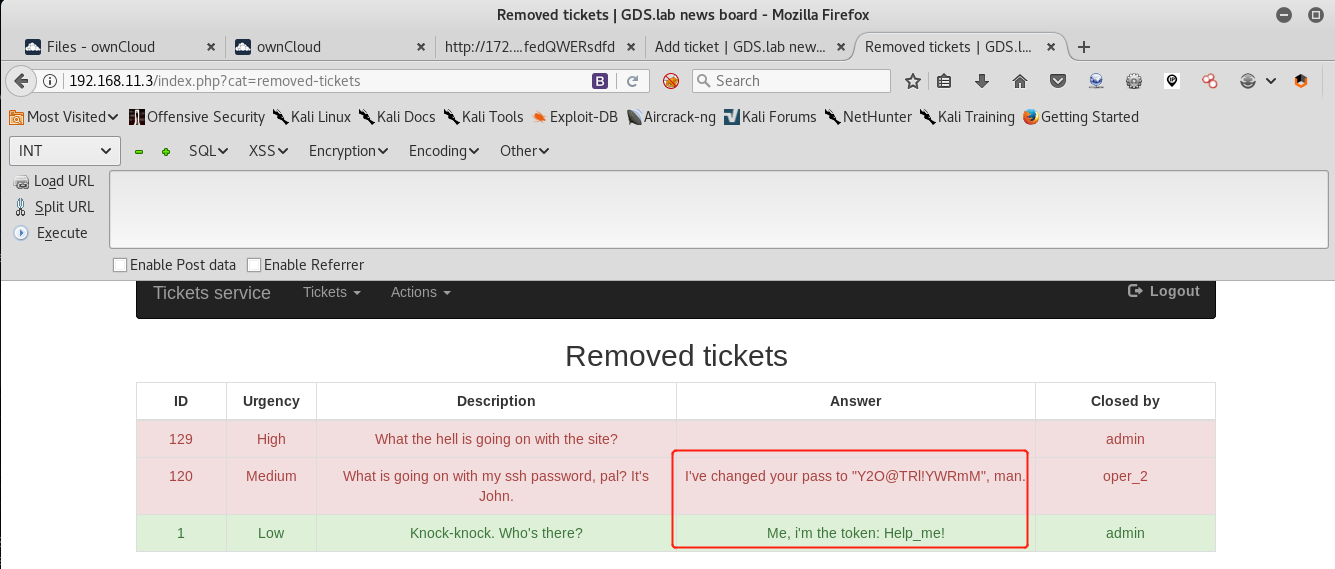 Removed tickets | GDS.lab news board - Mozilla Firefox
Files - ownCloud × ownCloud × http://172....fedQWERsdfd × Add ticket | GDS.lab new... × Removed tickets | GDS.l... × +
192.168.11.3/index.php?cat=removed-tickets B Search
Most Visited Offensive Security Kali Linux Kali Docs Kali Tools Exploit-DB Aircrack-ng Kali Forums NetHunter Kali Training Getting Started
INT SQL XSS Encryption Encoding Other
Load URL
Split URL
Execute
Enable Post data Enable Referrer
Tickets service Tickets Actions Logout
Removed tickets
ID Urgency Description Answer Closed by
129 High What the hell is going on with the site? admin
120 Medium What is going on with my ssh password, pal? It's I've changed your pass to "Y2O@TRl!YWRmM", man. oper_2
John.
1 Low Knock-knock. Who's there? Me, i'm the token: Help_me! admin